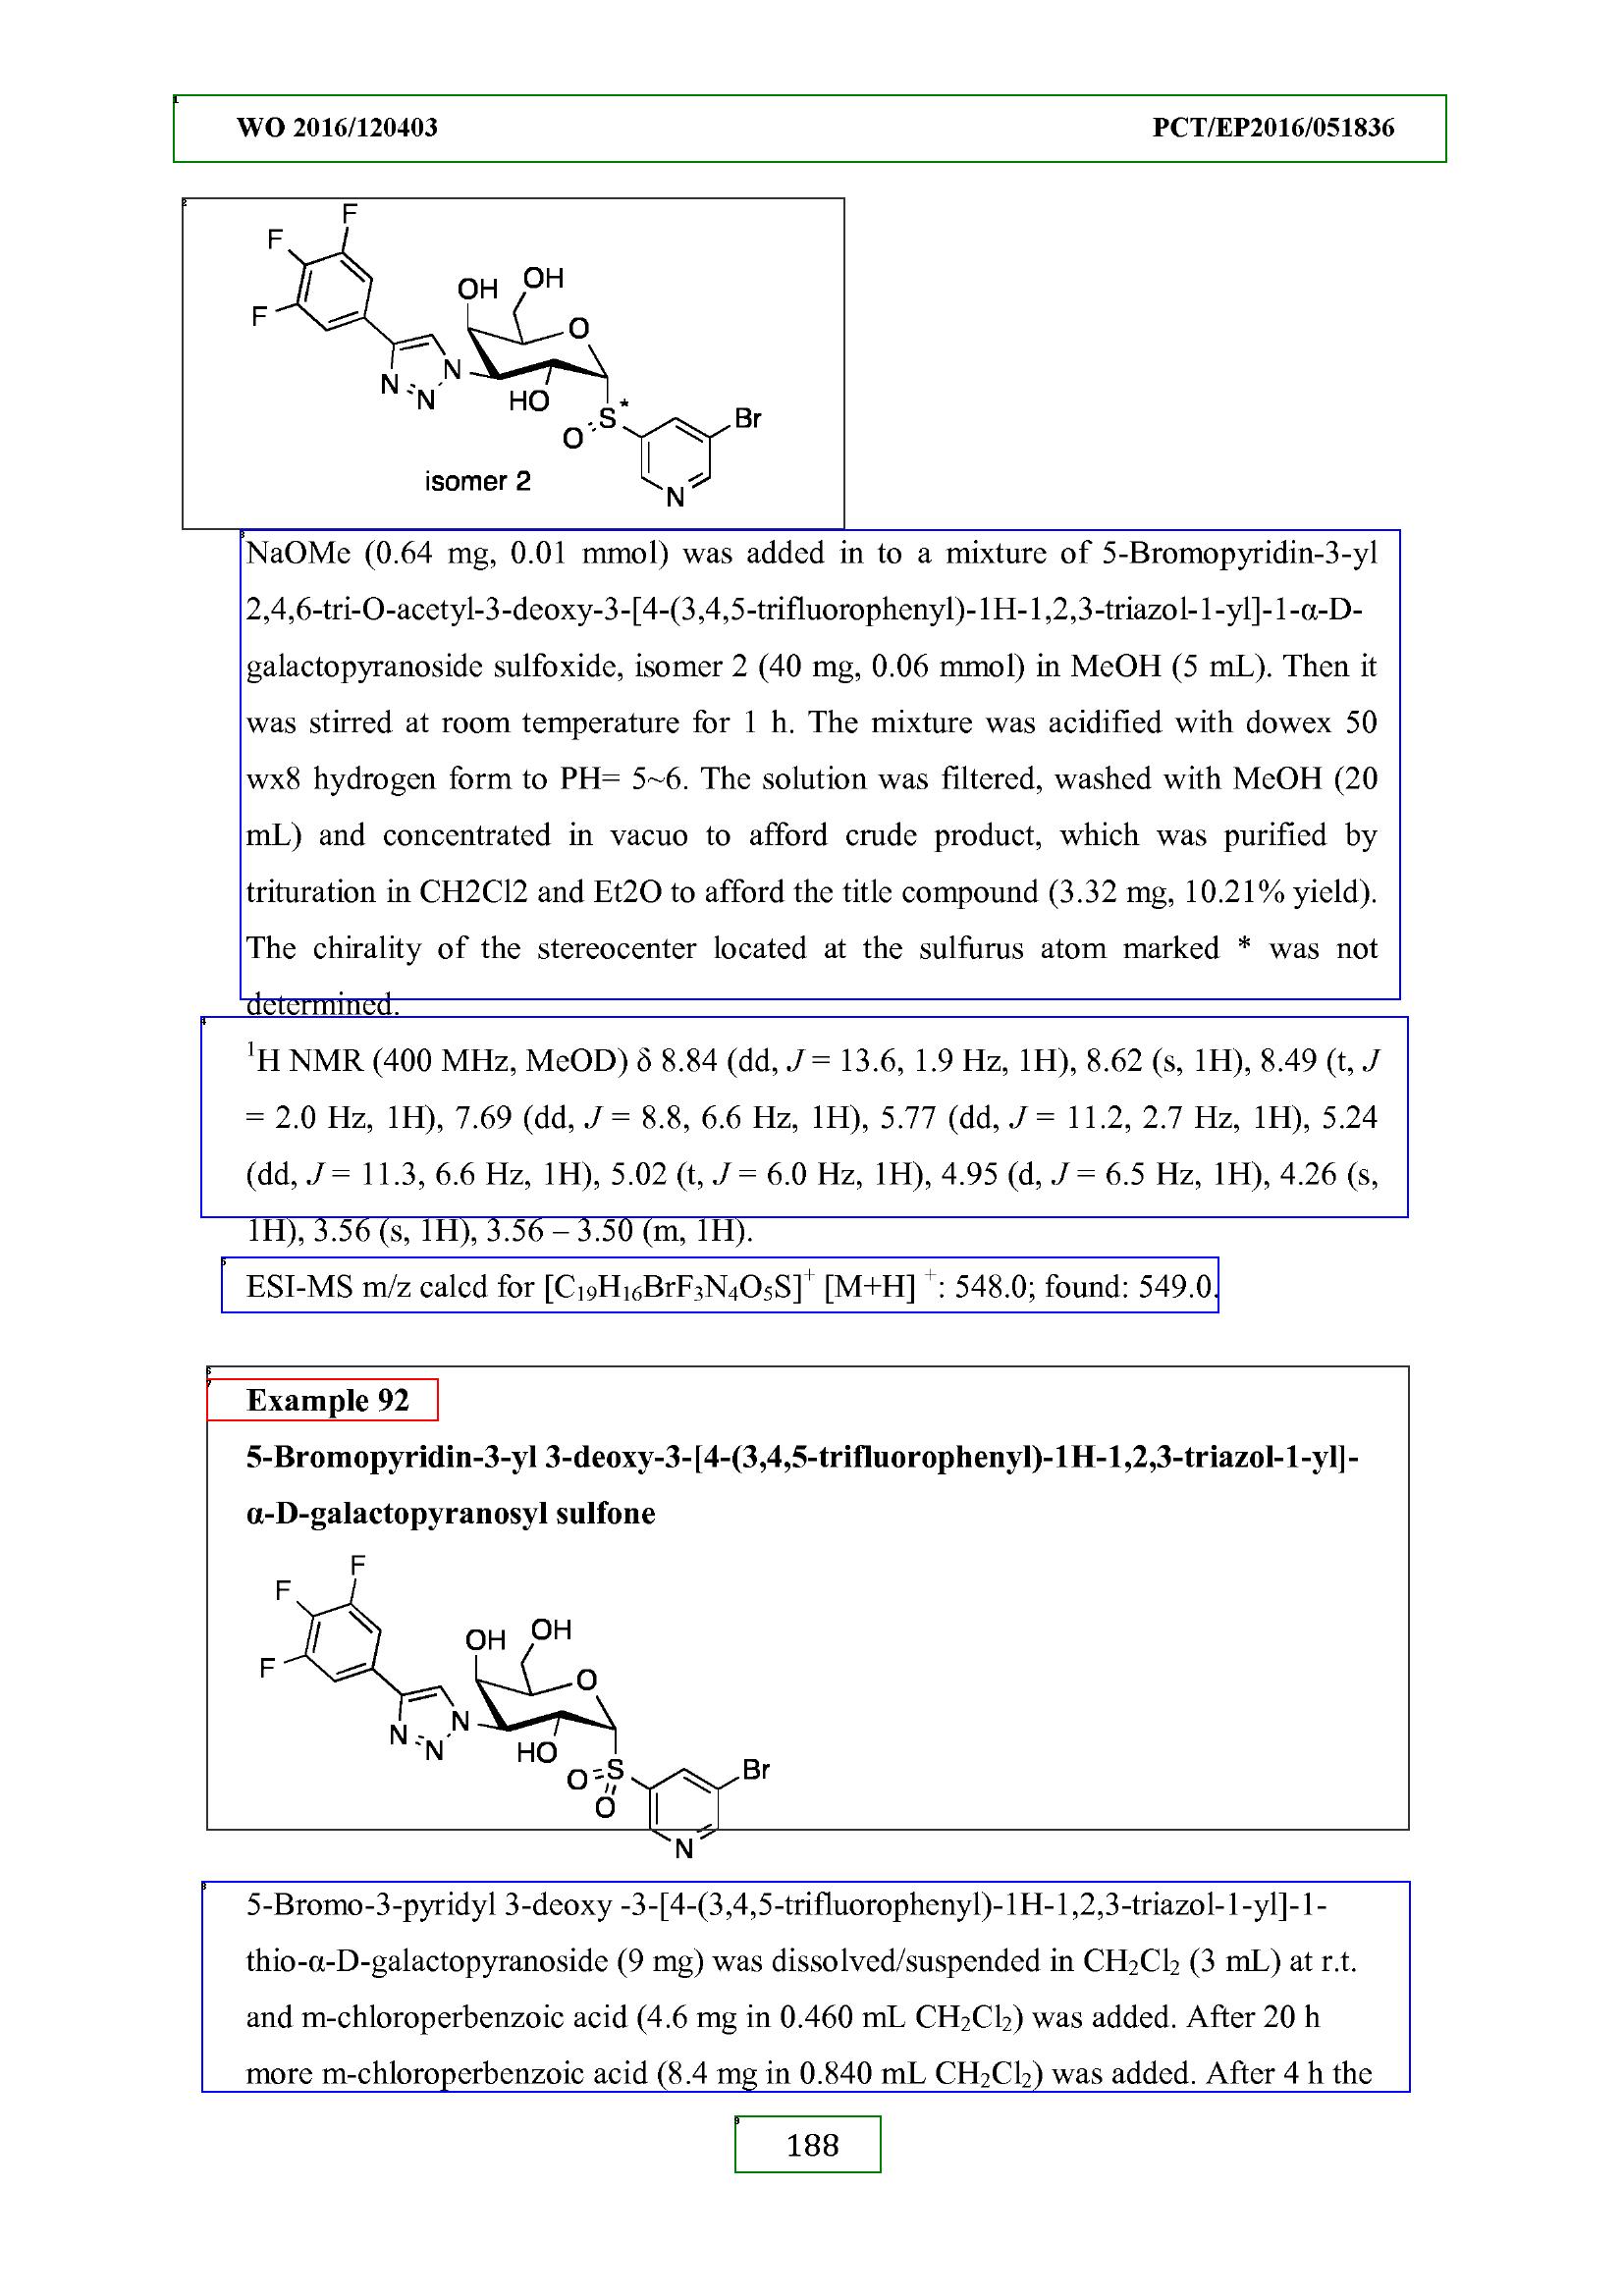 WO 2016/120403 PCT/EP2016/051836
F
F
F
OH OH
O
N
N
N
HO
S*
O
Br
N
isomer 2
NaOMe (0.64 mg, 0.01 mmol) was added in to a mixture of 5-Bromopyridin-3-yl
2,4,6-tri-O-acetyl-3-deoxy-3-[4-(3,4,5-trifluorophenyl)-1H-1,2,3-triazol-1-yl]-1-α-D-
galactopyranoside sulfoxide, isomer 2 (40 mg, 0.06 mmol) in MeOH (5 mL). Then it
was stirred at room temperature for 1 h. The mixture was acidified with dowex 50
wx8 hydrogen form to PH= 5~6. The solution was filtered, washed with MeOH (20
mL) and concentrated in vacuo to afford crude product, which was purified by
trituration in CH2Cl2 and Et2O to afford the title compound (3.32 mg, 10.21% yield).
The chirality of the stereocenter located at the sulfurus atom marked * was not
determined.
¹H NMR (400 MHz, MeOD) δ 8.84 (dd, J = 13.6, 1.9 Hz, 1H), 8.62 (s, 1H), 8.49 (t, J
= 2.0 Hz, 1H), 7.69 (dd, J = 8.8, 6.6 Hz, 1H), 5.77 (dd, J = 11.2, 2.7 Hz, 1H), 5.24
(dd, J = 11.3, 6.6 Hz, 1H), 5.02 (t, J = 6.0 Hz, 1H), 4.95 (d, J = 6.5 Hz, 1H), 4.26 (s,
1H), 3.56 (s, 1H), 3.56 – 3.50 (m, 1H).
ESI-MS m/z calcd for [C₁₉H₁₆BrF₃N₄O₅S]⁺ [M+H] ⁺: 548.0; found: 549.0.
Example 92
5-Bromopyridin-3-yl 3-deoxy-3-[4-(3,4,5-trifluorophenyl)-1H-1,2,3-triazol-1-yl]-
α-D-galactopyranosyl sulfone
F
F
F
OH OH
O
N
N
N
HO
S
O
O
Br
N
5-Bromo-3-pyridyl 3-deoxy -3-[4-(3,4,5-trifluorophenyl)-1H-1,2,3-triazol-1-yl]-1-
thio-α-D-galactopyranoside (9 mg) was dissolved/suspended in CH₂Cl₂ (3 mL) at r.t.
and m-chloroperbenzoic acid (4.6 mg in 0.460 mL CH₂Cl₂) was added. After 20 h
more m-chloroperbenzoic acid (8.4 mg in 0.840 mL CH₂Cl₂) was added. After 4 h the
188